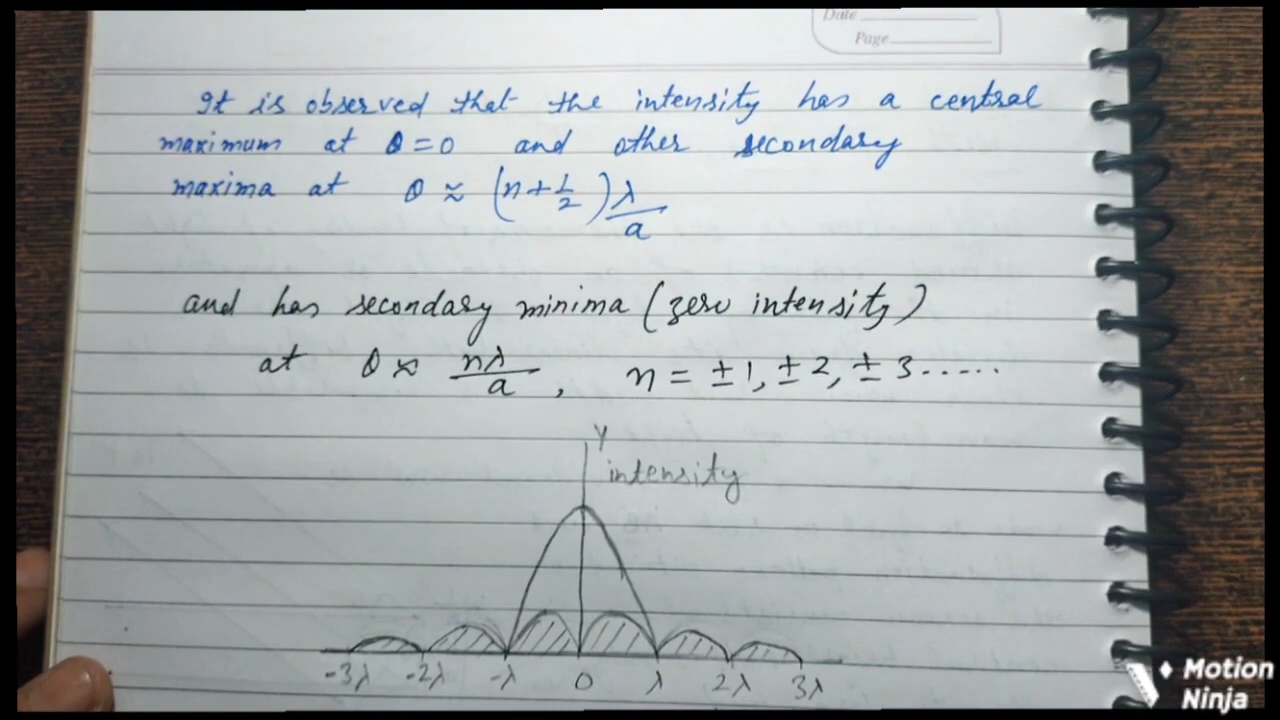 Date
Page
It is observed that the intensity has a central
maximum at θ = 0 and other secondary
maxima at θ ≈ (n + 1/2) λ/a
and has secondary minima (zero intensity)
at θ ≈ nλ/a, n = ±1, ±2, ±3.....
Y
intensity
-3λ -2λ -λ 0 λ 2λ 3λ
Motion
Ninja